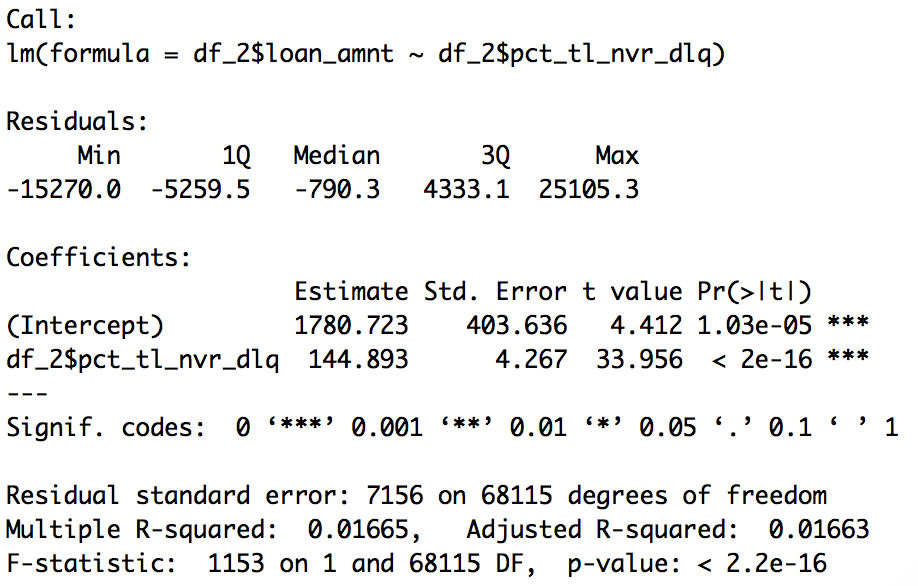 Call:
lm(formula = df_2$loan_amnt ~ df_2$pct_tl_nvr_dlq)
Residuals:
Min 1Q Median 3Q Max
-15270.0 -5259.5 -790.3 4333.1 25105.3
Coefficients:
Estimate Std. Error t value Pr(>|t|)
(Intercept) 1780.723 403.636 4.412 1.03e-05 ***
df_2$pct_tl_nvr_dlq 144.893 4.267 33.956 < 2e-16 ***
---
Signif. codes: 0 ‘***’ 0.001 ‘**’ 0.01 ‘*’ 0.05 ‘.’ 0.1 ‘ ’ 1
Residual standard error: 7156 on 68115 degrees of freedom
Multiple R-squared: 0.01665, Adjusted R-squared: 0.01663
F-statistic: 1153 on 1 and 68115 DF, p-value: < 2.2e-16